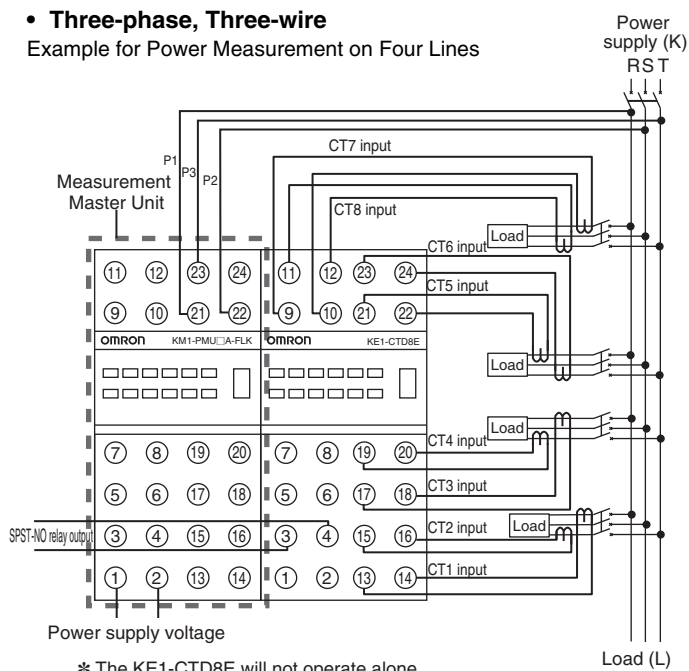 • Three-phase, Three-wire
Example for Power Measurement on Four Lines
Power
supply (K)
R S T
CT7 input
P1
P3
P2
Measurement
Master Unit
CT8 input
Load
CT6 input
11 12 23 24 11 12 23 24
CT5 input
9 10 21 22 9 10 21 22
OMRON KM1-PMU□A-FLK OMRON KE1-CTD8E
Load
Load
CT4 input
7 8 19 20 7 8 19 20
CT3 input
5 6 17 18 5 6 17 18
CT2 input
Load
SPST-NO relay output
3 4 15 16 3 4 15 16
CT1 input
1 2 13 14 1 2 13 14
Power supply voltage
Load (L)
* The KE1-CTD8E will not operate alone.